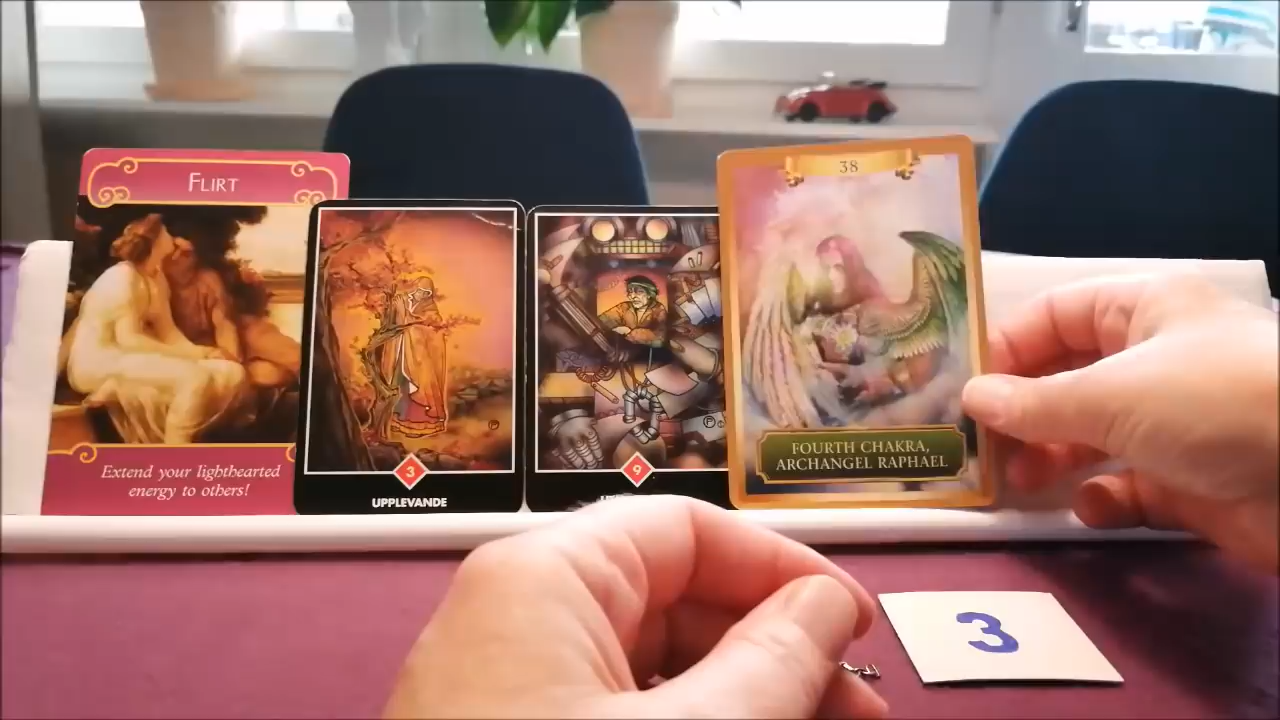 FLIRT
Extend your lighthearted
energy to others!
3
UPPLEVANDE
9
38
FOURTH CHAKRA,
ARCHANGEL RAPHAEL
3